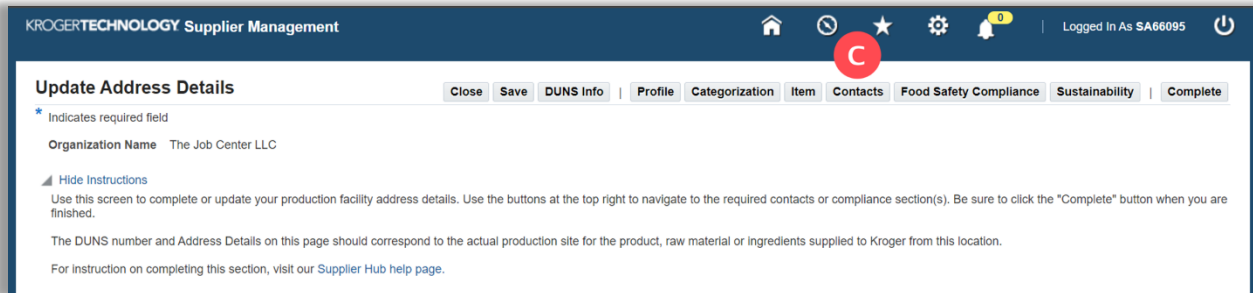 KROGERTECHNOLOGY. Supplier Management
0
Logged In As SA66095
C
Update Address Details
Close Save DUNS Info | Profile Categorization Item Contacts Food Safety Compliance Sustainability | Complete
* Indicates required field
Organization Name The Job Center LLC
Hide Instructions
Use this screen to complete or update your production facility address details. Use the buttons at the top right to navigate to the required contacts or compliance section(s). Be sure to click the "Complete" button when you are
finished.
The DUNS number and Address Details on this page should correspond to the actual production site for the product, raw material or ingredients supplied to Kroger from this location.
For instruction on completing this section, visit our Supplier Hub help page.